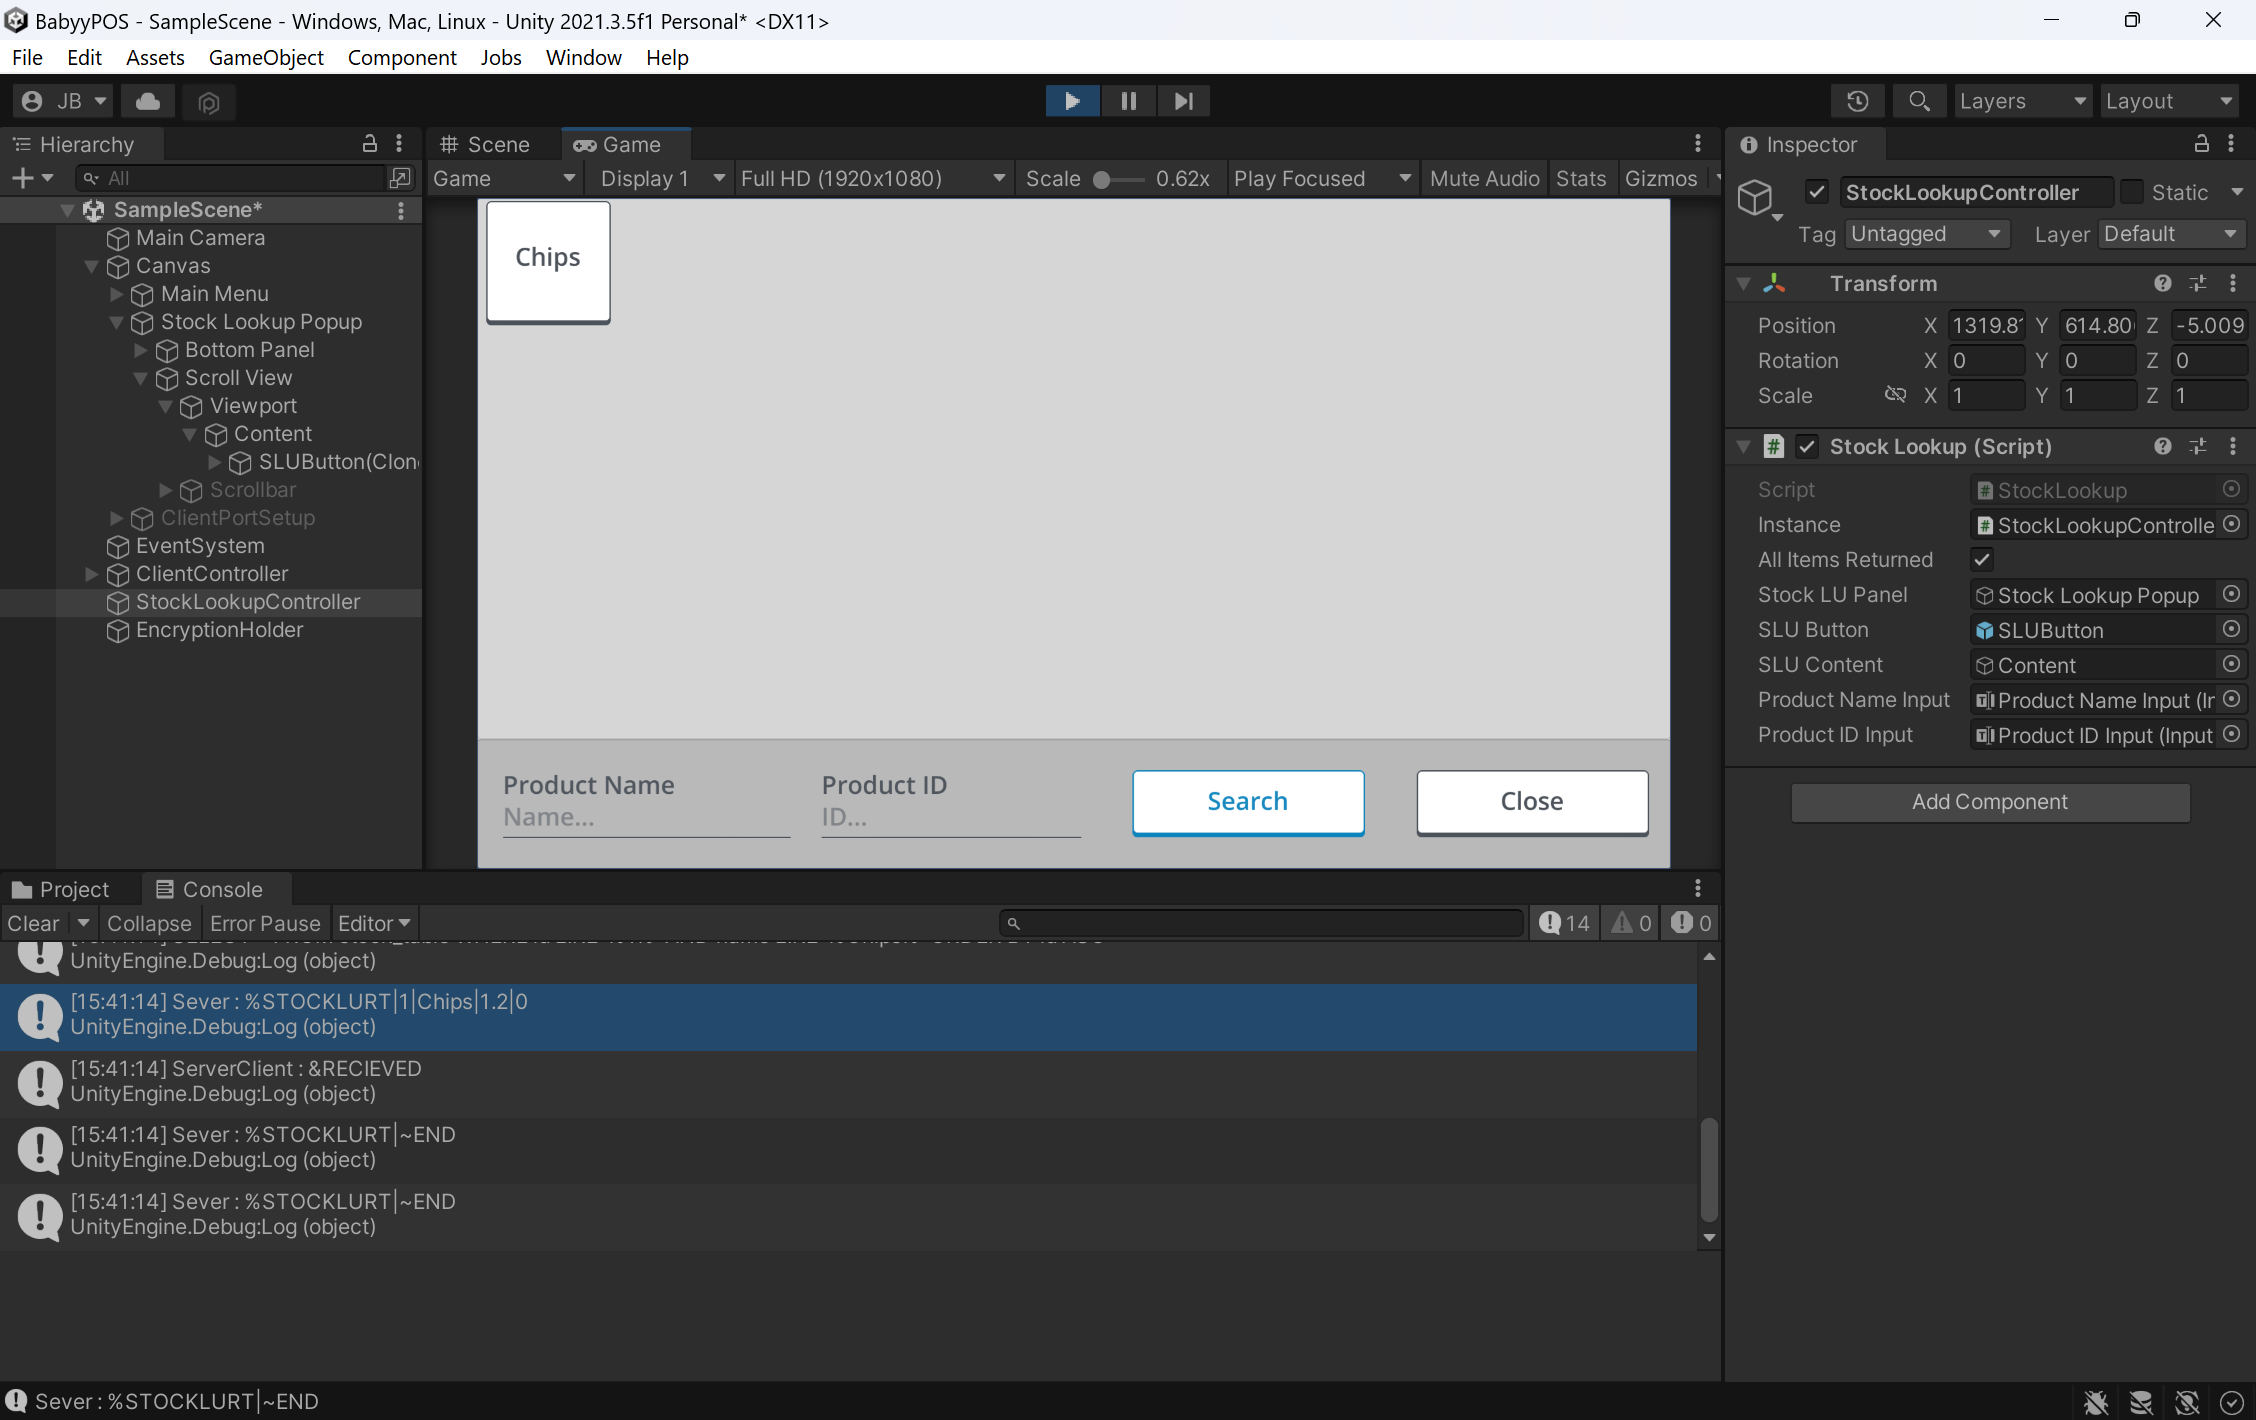 BabyyPOS - SampleScene - Windows, Mac, Linux - Unity 2021.3.5f1 Personal* <DX11>
File Edit Assets GameObject Component Jobs Window Help
JB Layers Layout
Hierarchy
All
SampleScene*
Main Camera
Canvas
Main Menu
Stock Lookup Popup
Bottom Panel
Scroll View
Viewport
Content
SLUButton(Clon
Scrollbar
ClientPortSetup
EventSystem
ClientController
StockLookupController
EncryptionHolder
Scene Game
Game Display 1 Full HD (1920x1080) Scale 0.62x Play Focused Mute Audio Stats Gizmos
Chips
Product Name Product ID
Name... ID...
Search Close
Inspector
StockLookupController Static
Tag Untagged Layer Default
Transform
Position X 1319.8 Y 614.80 Z -5.009
Rotation X 0 Y 0 Z 0
Scale X 1 Y 1 Z 1
# Stock Lookup (Script)
Script # StockLookup
Instance # StockLookupControlle
All Items Returned
Stock LU Panel Stock Lookup Popup
SLU Button SLUButton
SLU Content Content
Product Name Input Product Name Input (Ir
Product ID Input Product ID Input (Input
Add Component
Project Console
Clear Collapse Error Pause Editor 14 0 0
UnityEngine.Debug:Log (object)
[15:41:14] Sever : %STOCKLURT|1|Chips|1.2|0
UnityEngine.Debug:Log (object)
[15:41:14] ServerClient : &RECIEVED
UnityEngine.Debug:Log (object)
[15:41:14] Sever : %STOCKLURT|~END
UnityEngine.Debug:Log (object)
[15:41:14] Sever : %STOCKLURT|~END
UnityEngine.Debug:Log (object)
Sever : %STOCKLURT|~END